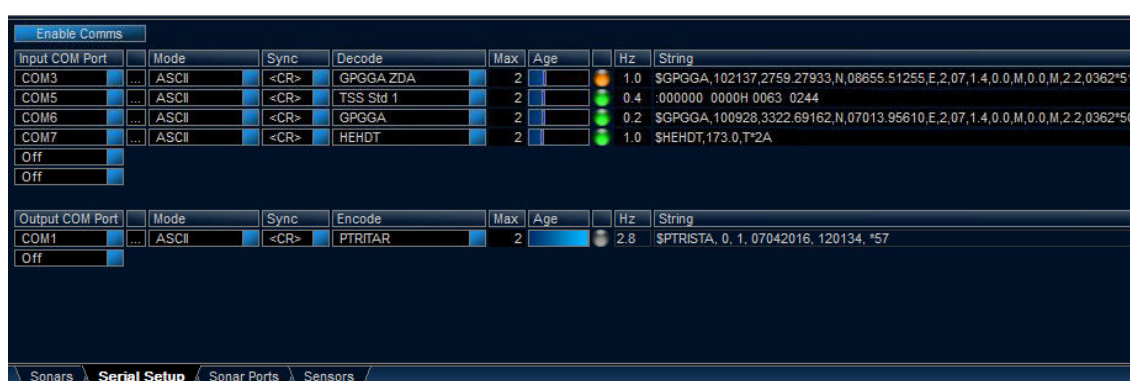 Enable Comms
Input COM Port Mode Sync Decode Max Age Hz String
COM3 ... ASCII <CR> GPGGA ZDA 2 1.0 $GPGGA,102137,2759.27933,N,08655.51255,E,2,07,1.4,0.0,M,0.0,M,2.2,0362*51
COM5 ... ASCII <CR> TSS Std 1 2 0.4 :000000 0000H 0063 0244
COM6 ... ASCII <CR> GPGGA 2 0.2 $GPGGA,100928,3322.69162,N,07013.95610,E,2,07,1.4,0.0,M,0.0,M,2.2,0362*50
COM7 ... ASCII <CR> HEHDT 2 1.0 $HEHDT,173.0,T*2A
Off
Off
Output COM Port Mode Sync Encode Max Age Hz String
COM1 ... ASCII <CR> PTRITAR 2 2.8 $PTRISTA, 0, 1, 07042016, 120134, *57
Off
Sonars Serial Setup Sonar Ports Sensors